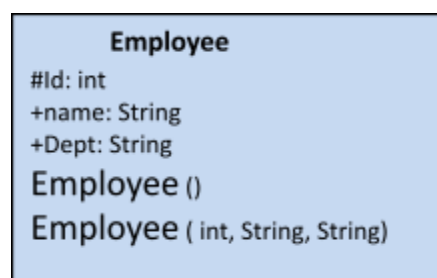 Employee
#Id: int
+name: String
+Dept: String
Employee ()
Employee ( int, String, String)